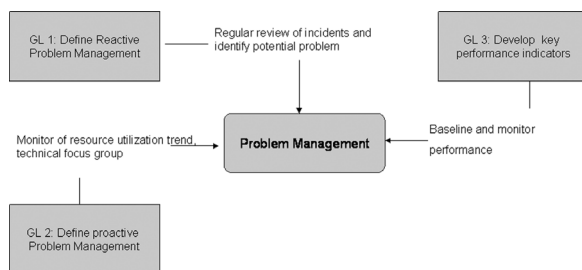 GL 1: Define Reactive
Problem Management
Regular review of incidents and
identify potential problem
GL 3: Develop key
performance indicators
Monitor of resource utilization trend,
technical focus group
Problem Management
Baseline and monitor
performance
GL 2: Define proactive
Problem Management